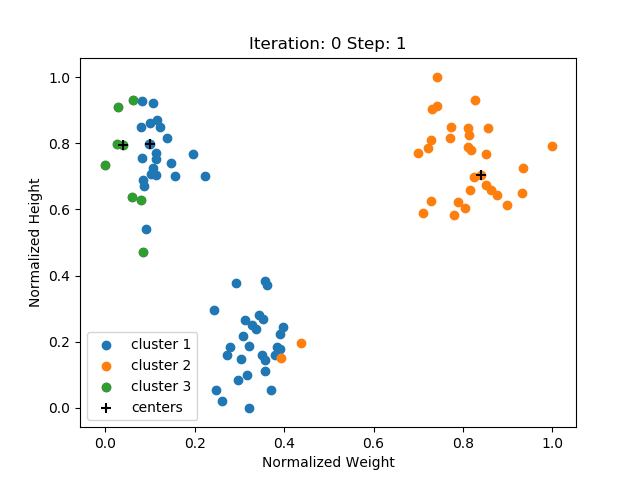 Iteration: 0 Step: 1
Normalized Height
1.0
0.8
0.6
0.4
0.2
0.0
cluster 1
cluster 2
cluster 3
centers
0.0 0.2 0.4 0.6 0.8 1.0
Normalized Weight